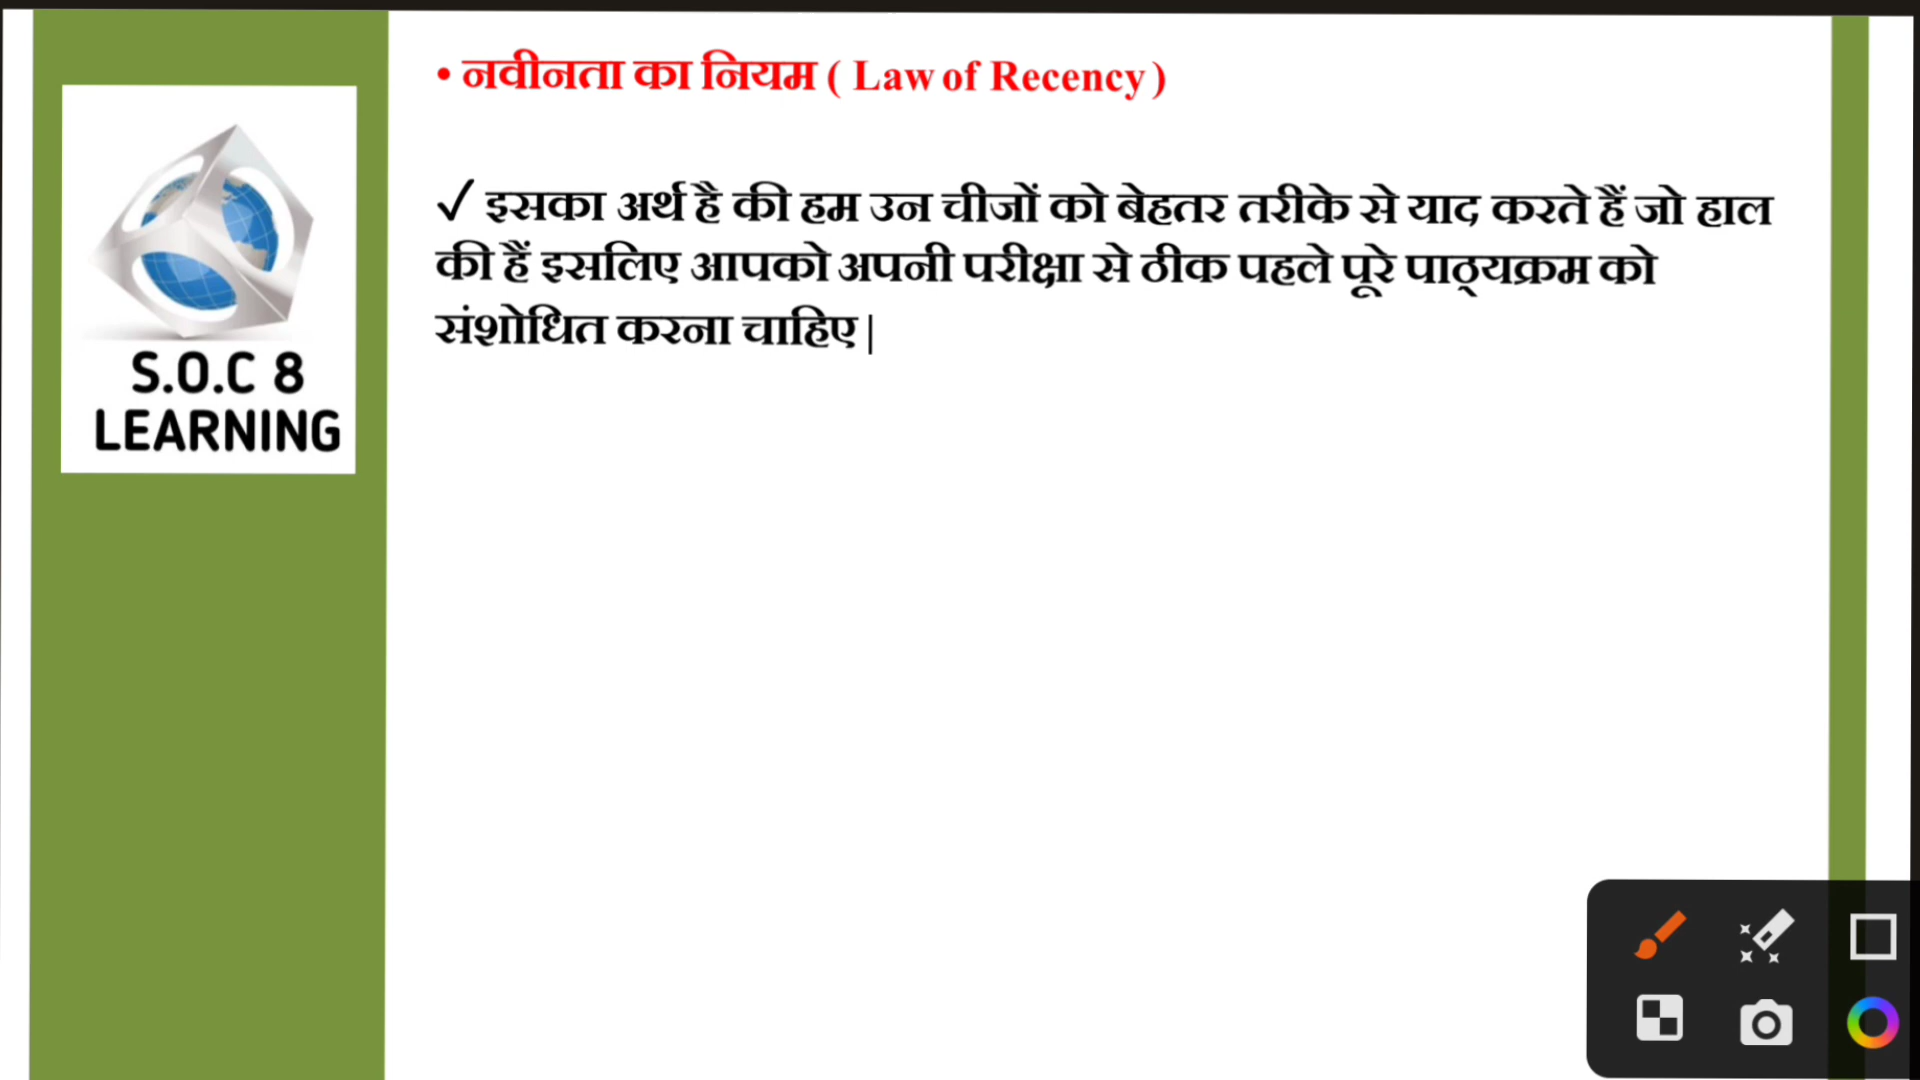 • नवीनता का नियम ( Law of Recency )
✓ इसका अर्थ है की हम उन चीजों को बेहतर तरीके से याद करते हैं जो हाल
की हैं इसलिए आपको अपनी परीक्षा से ठीक पहले पूरे पाठ्यक्रम को
संशोधित करना चाहिए |
S.O.C 8
LEARNING